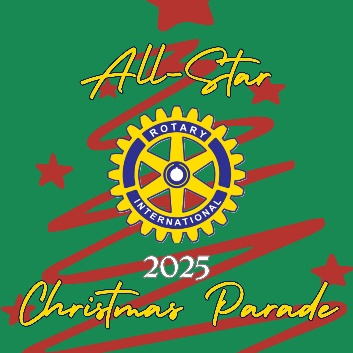 All-Star
ROTARY
INTERNATIONAL
2025
Christmas Parade